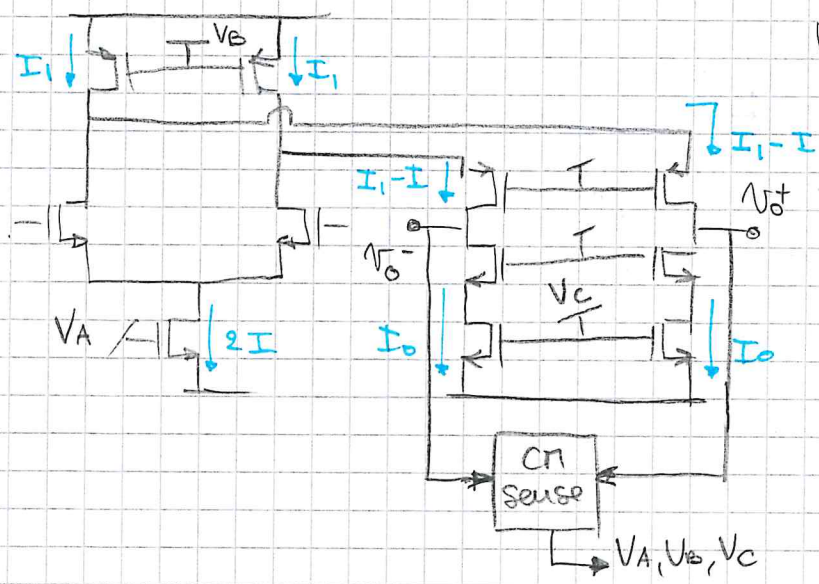 VB
I1
I1
I1-I
I1-I
Vo+
Vo-
VC
VA
2I
Io
Io
CM
sense
VA, VB, VC